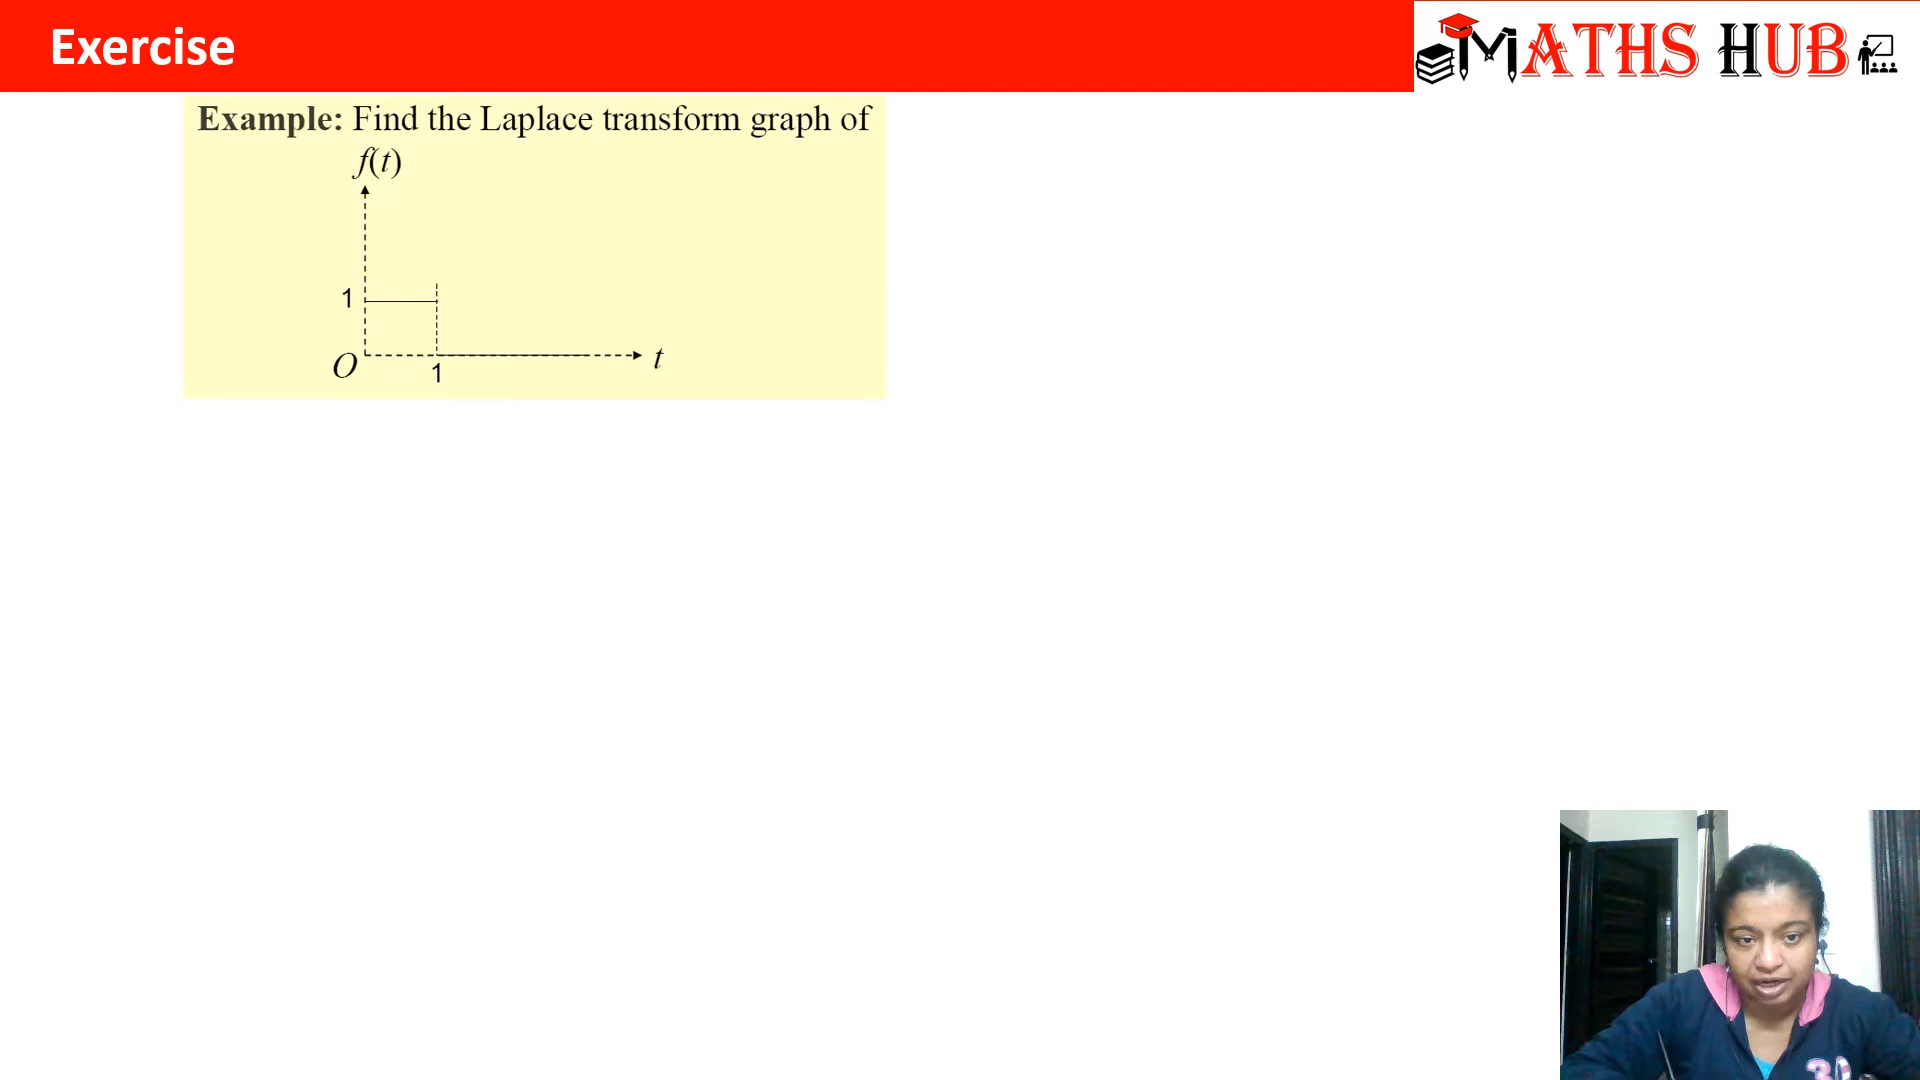 Exercise
MATHS HUB
Example: Find the Laplace transform graph of
f(t)
1
O
t
1